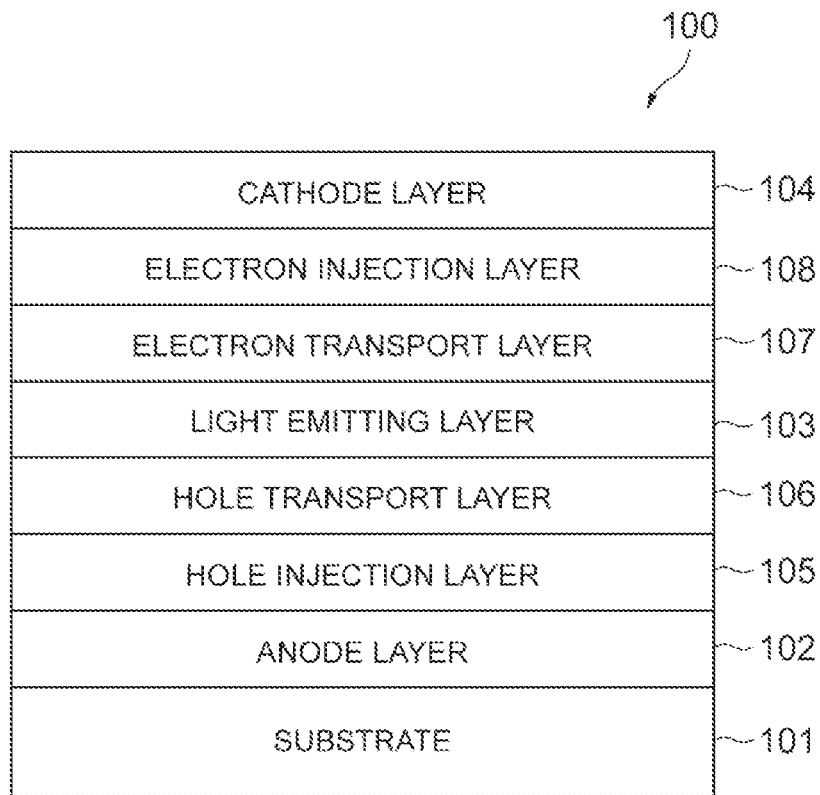 100
CATHODE LAYER 104
ELECTRON INJECTION LAYER 108
ELECTRON TRANSPORT LAYER 107
LIGHT EMITTING LAYER 103
HOLE TRANSPORT LAYER 106
HOLE INJECTION LAYER 105
ANODE LAYER 102
SUBSTRATE 101